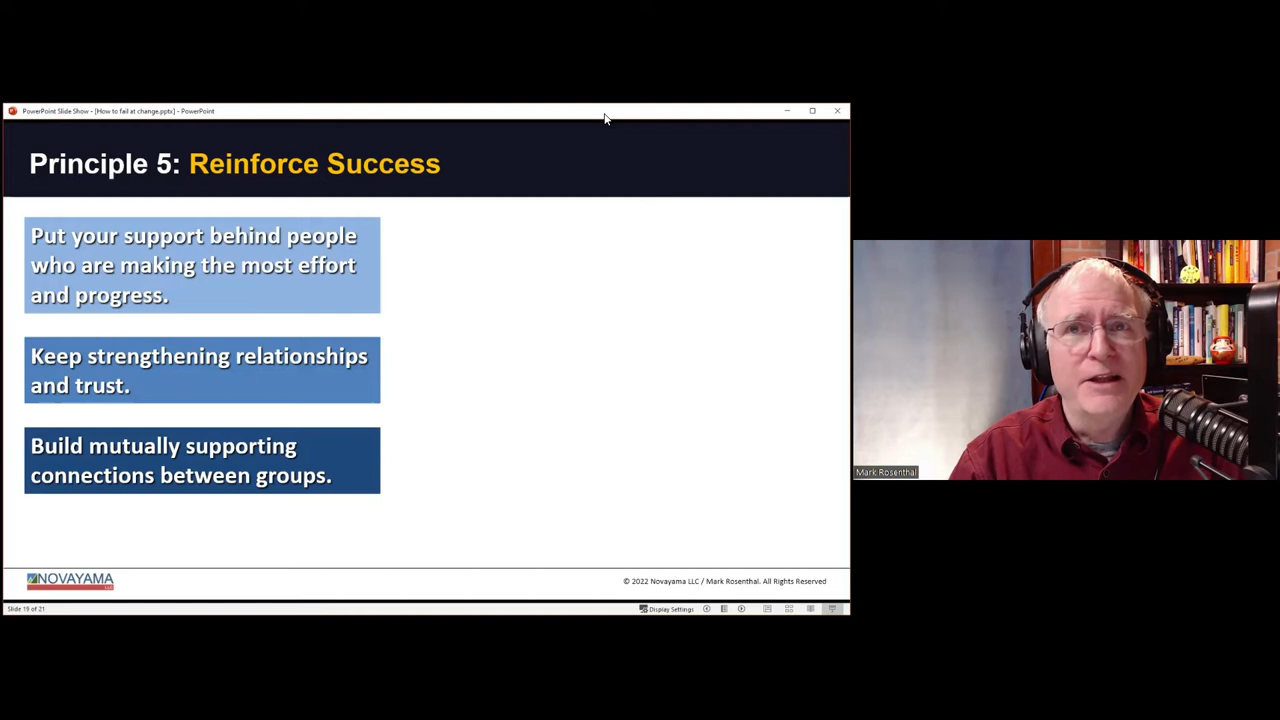 PowerPoint Slide Show - [How to fail at change.pptx] - PowerPoint
Principle 5: Reinforce Success
Put your support behind people
who are making the most effort
and progress.
Keep strengthening relationships
and trust.
Build mutually supporting
connections between groups.
Mark Rosenthal
NOVAYAMA
LLC
© 2022 Novayama LLC / Mark Rosenthal. All Rights Reserved
Slide 19 of 21
Display Settings